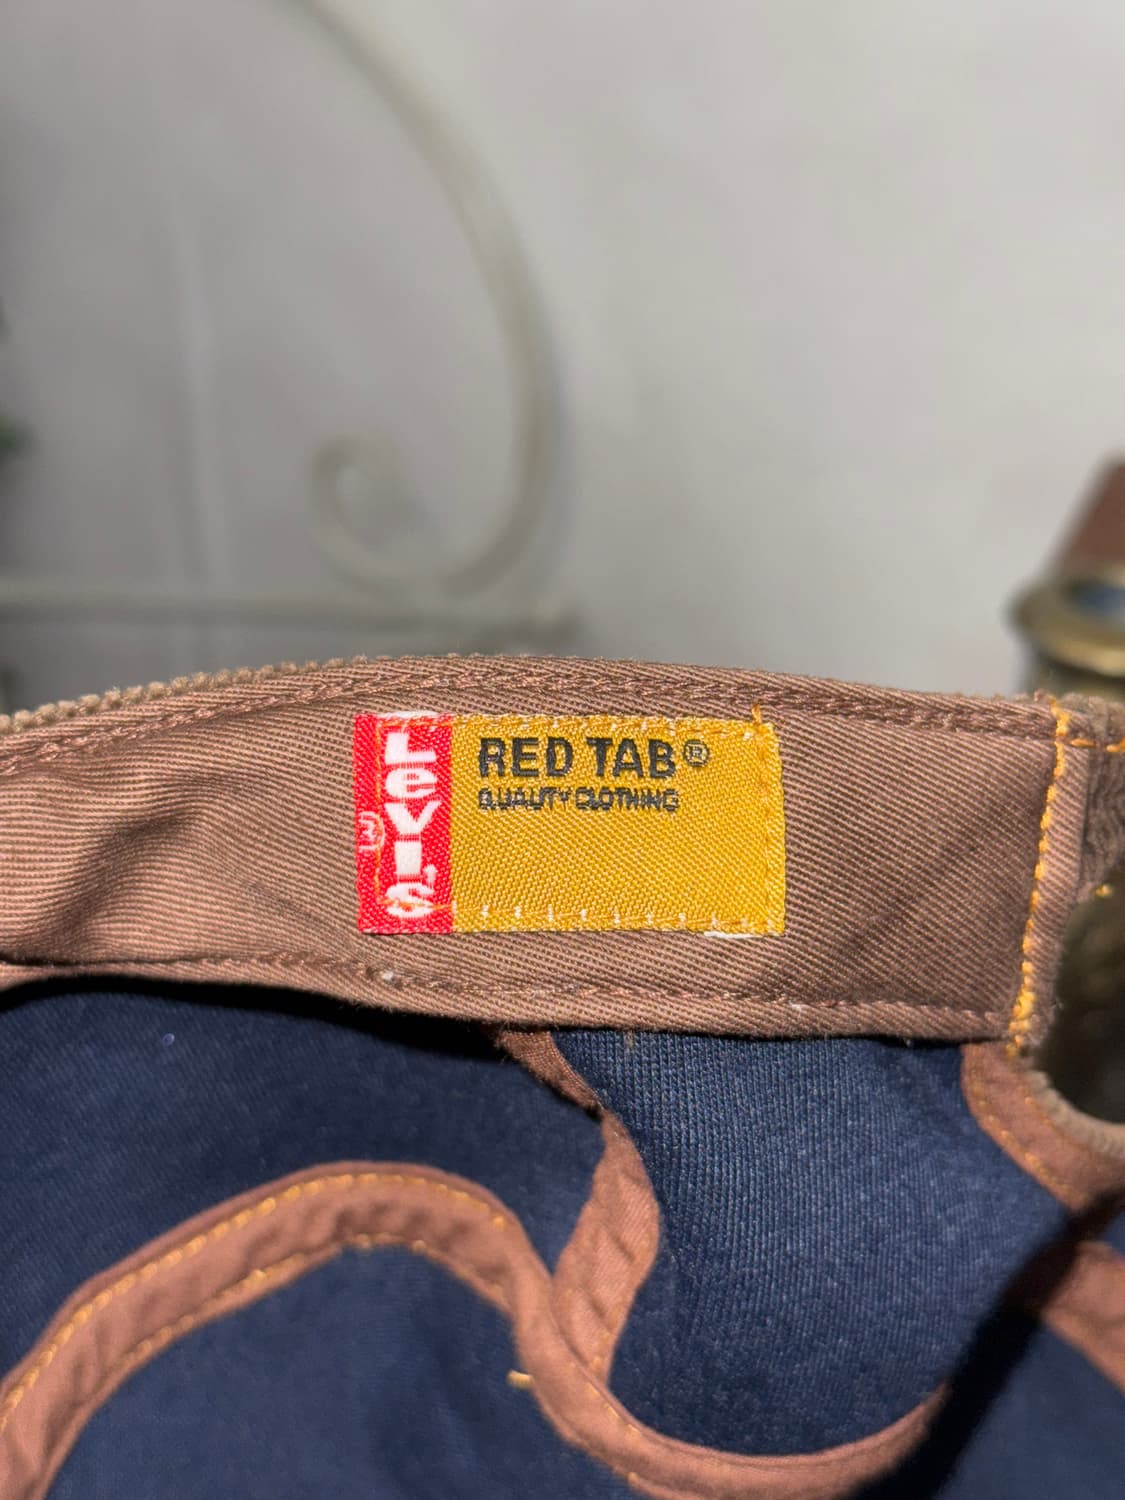 Levi's
®
RED TAB®
QUALITY CLOTHING